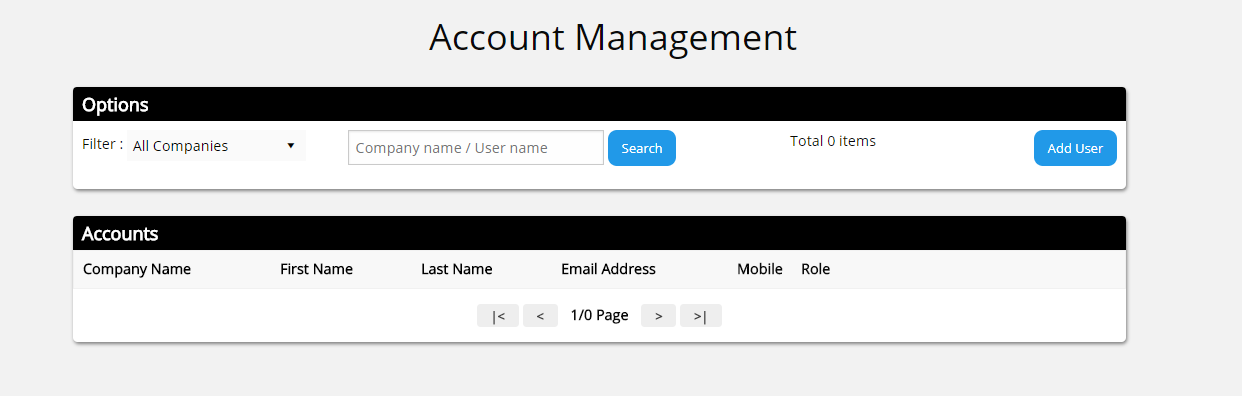 Account Management
Options
Filter : All Companies ▼ Company name / User name Search Total 0 items Add User
Accounts
Company Name First Name Last Name Email Address Mobile Role
|< < 1/0 Page > >|